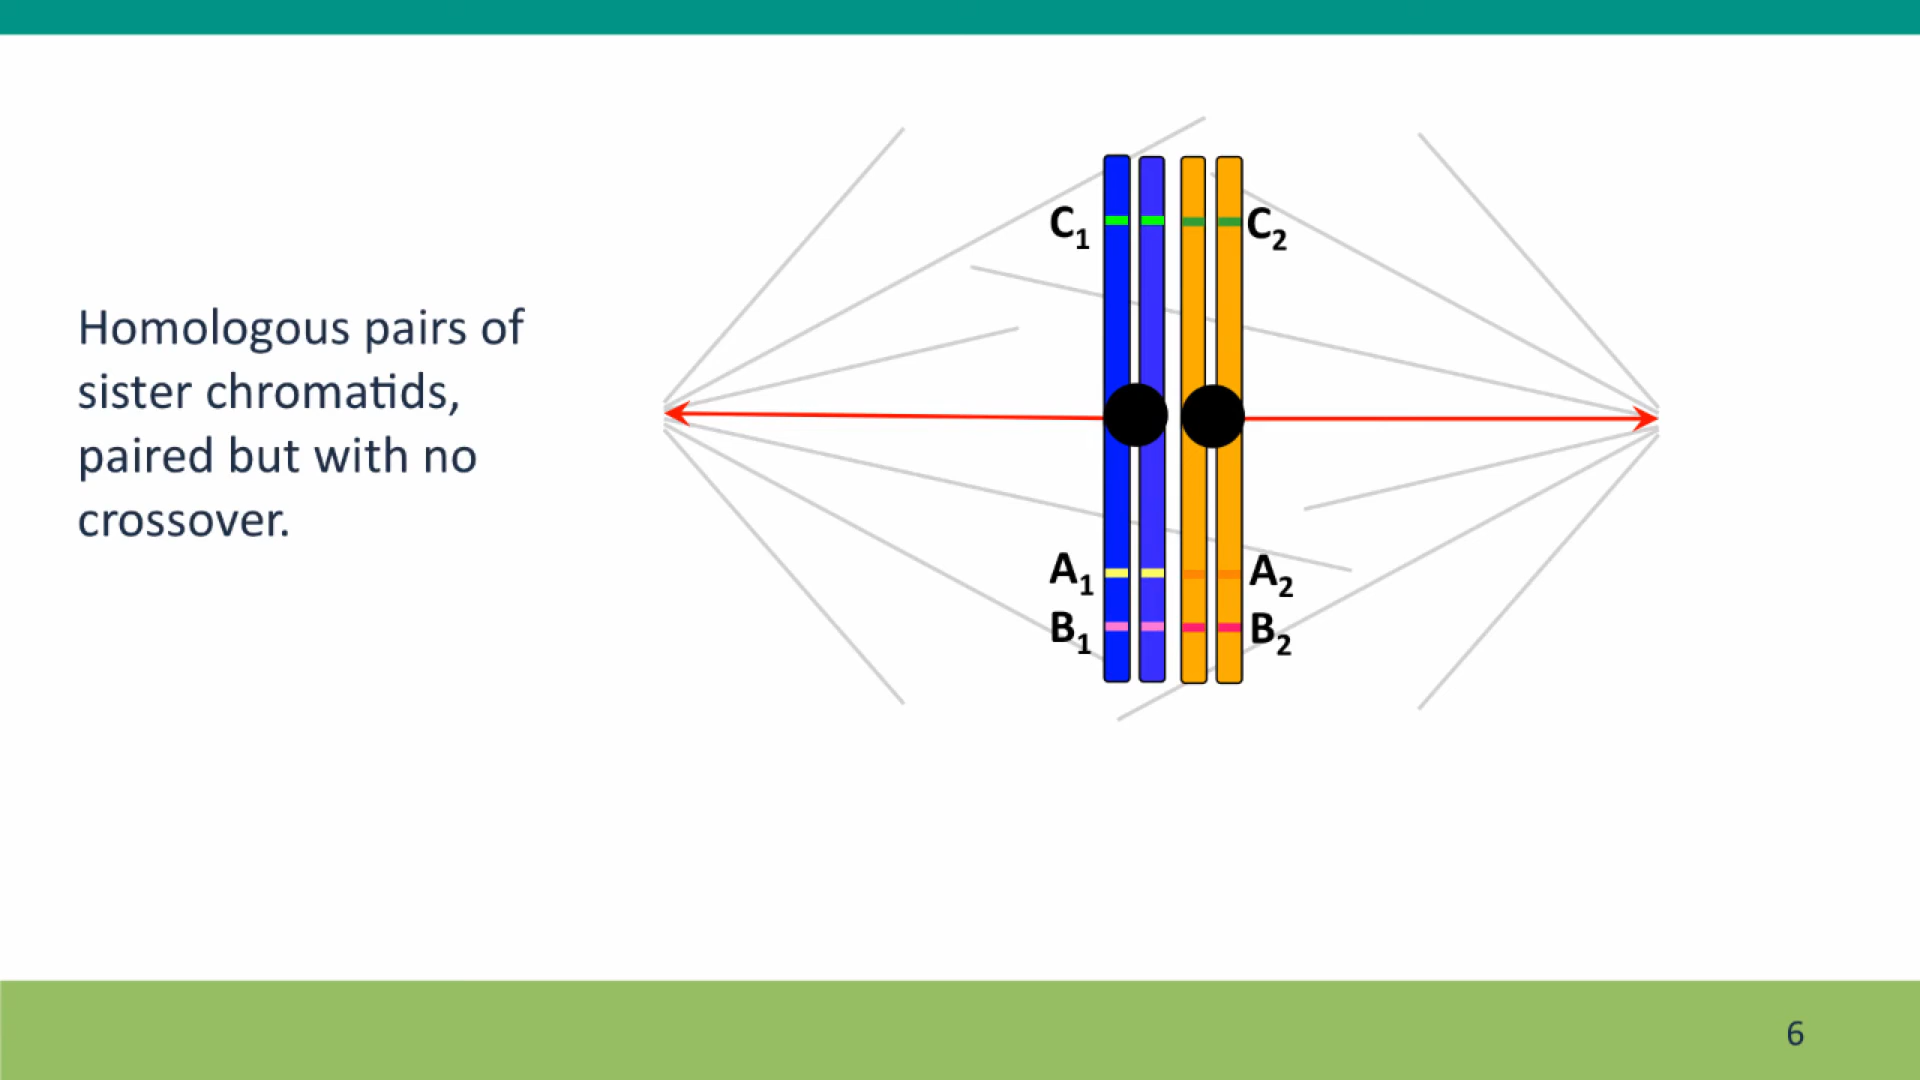 Homologous pairs of
sister chromatids,
paired but with no
crossover.
C₁ C₂
A₁ A₂
B₁ B₂
6